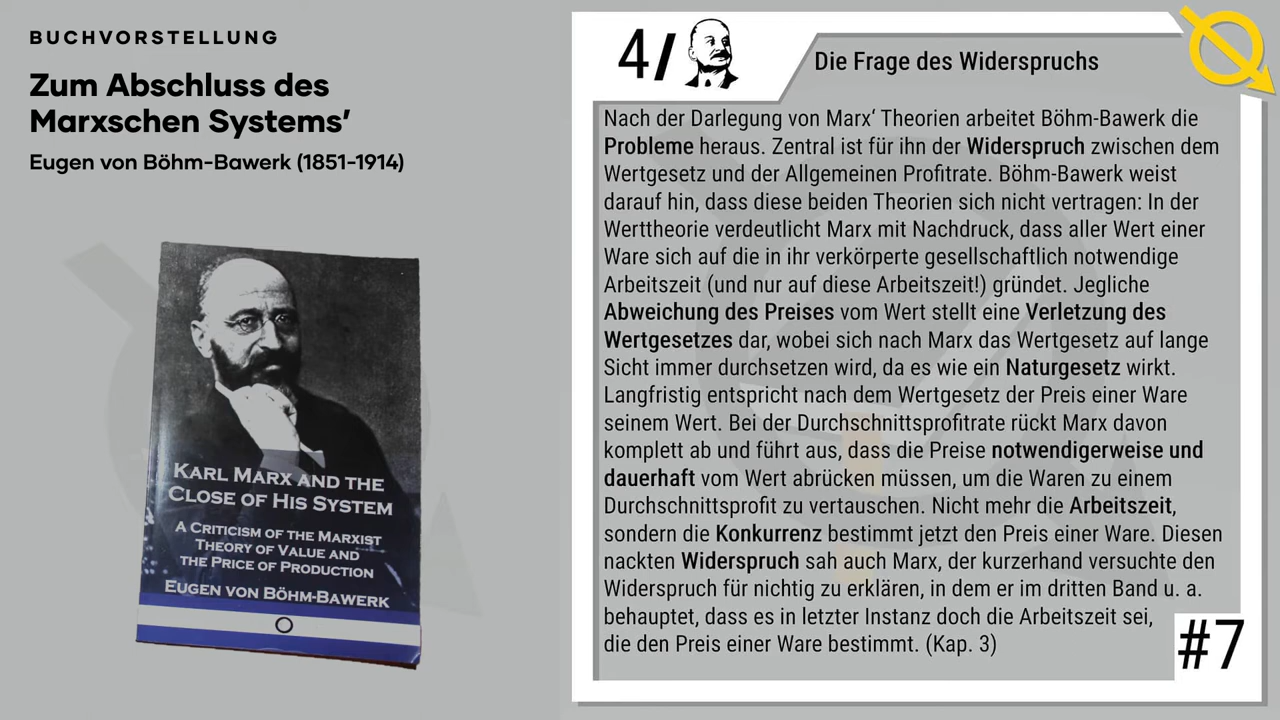 BUCHVORSTELLUNG
Zum Abschluss des
Marxschen Systems’
Eugen von Böhm-Bawerk (1851-1914)
KARL MARX AND THE
CLOSE OF HIS SYSTEM
A CRITICISM OF THE MARXIST
THEORY OF VALUE AND
THE PRICE OF PRODUCTION
EUGEN VON BÖHM-BAWERK
4/
Die Frage des Widerspruchs
Nach der Darlegung von Marx‘ Theorien arbeitet Böhm-Bawerk die
Probleme heraus. Zentral ist für ihn der Widerspruch zwischen dem
Wertgesetz und der Allgemeinen Profitrate. Böhm-Bawerk weist
darauf hin, dass diese beiden Theorien sich nicht vertragen: In der
Werttheorie verdeutlicht Marx mit Nachdruck, dass aller Wert einer
Ware sich auf die in ihr verkörperte gesellschaftlich notwendige
Arbeitszeit (und nur auf diese Arbeitszeit!) gründet. Jegliche
Abweichung des Preises vom Wert stellt eine Verletzung des
Wertgesetzes dar, wobei sich nach Marx das Wertgesetz auf lange
Sicht immer durchsetzen wird, da es wie ein Naturgesetz wirkt.
Langfristig entspricht nach dem Wertgesetz der Preis einer Ware
seinem Wert. Bei der Durchschnittsprofitrate rückt Marx davon
komplett ab und führt aus, dass die Preise notwendigerweise und
dauerhaft vom Wert abrücken müssen, um die Waren zu einem
Durchschnittsprofit zu vertauschen. Nicht mehr die Arbeitszeit,
sondern die Konkurrenz bestimmt jetzt den Preis einer Ware. Diesen
nackten Widerspruch sah auch Marx, der kurzerhand versuchte den
Widerspruch für nichtig zu erklären, in dem er im dritten Band u. a.
behauptet, dass es in letzter Instanz doch die Arbeitszeit sei,
die den Preis einer Ware bestimmt. (Kap. 3)
#7